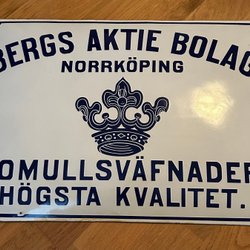 BERGS AKTIE BOLAG
NORRKÖPING
OMULLSVÄFNADER
HÖGSTA KVALITET.